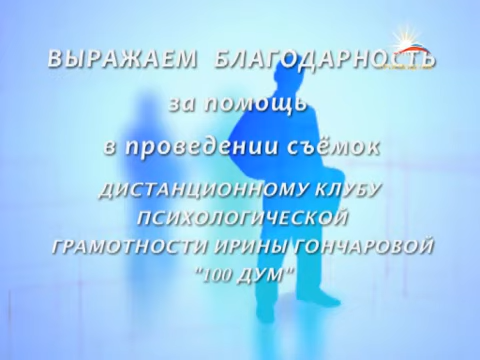 ВЫРАЖАЕМ БЛАГОДАРНОСТЬ
за помощь
в проведении съёмок
ДИСТАНЦИОННОМУ КЛУБУ
ПСИХОЛОГИЧЕСКОЙ
ГРАМОТНОСТИ ИРИНЫ ГОНЧАРОВОЙ
"100 ДУМ"